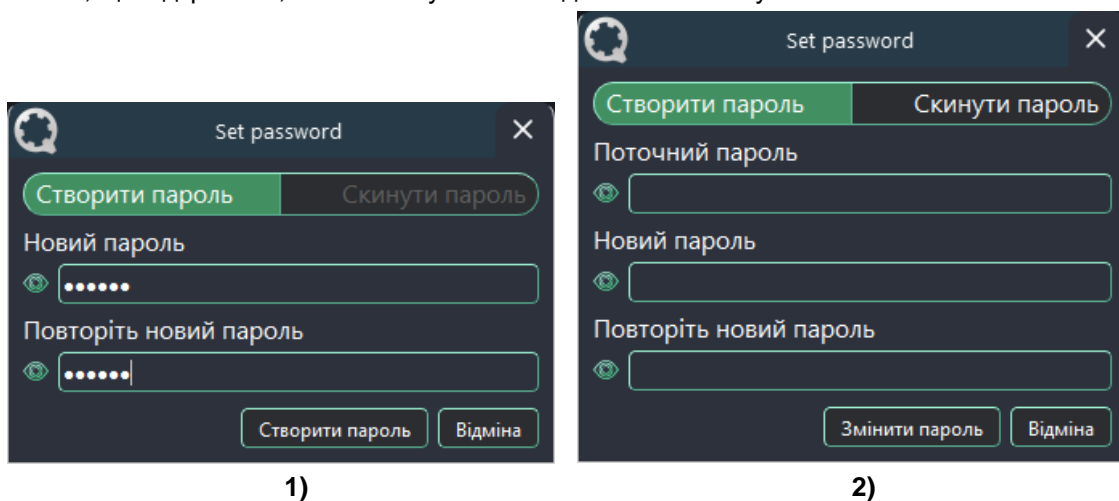 Set password
Створити пароль Скинути пароль
Новий пароль
••••••
Повторіть новий пароль
••••••
Створити пароль Відміна
1)
Set password
Створити пароль Скинути пароль
Поточний пароль
Новий пароль
Повторіть новий пароль
Змінити пароль Відміна
2)